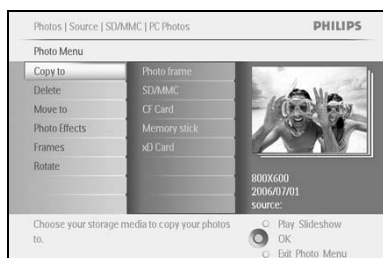 Photos | Source | SD/MMC | PC Photos
PHILIPS
Photo Menu
Copy to
Delete
Move to
Photo Effects
Frames
Rotate
Photo frame
SD/MMC
CF Card
Memory stick
xD Card
800X600
2006/07/01
source:
Choose your storage media to copy your photos
to.
Play Slideshow
OK
Exit Photo Menu